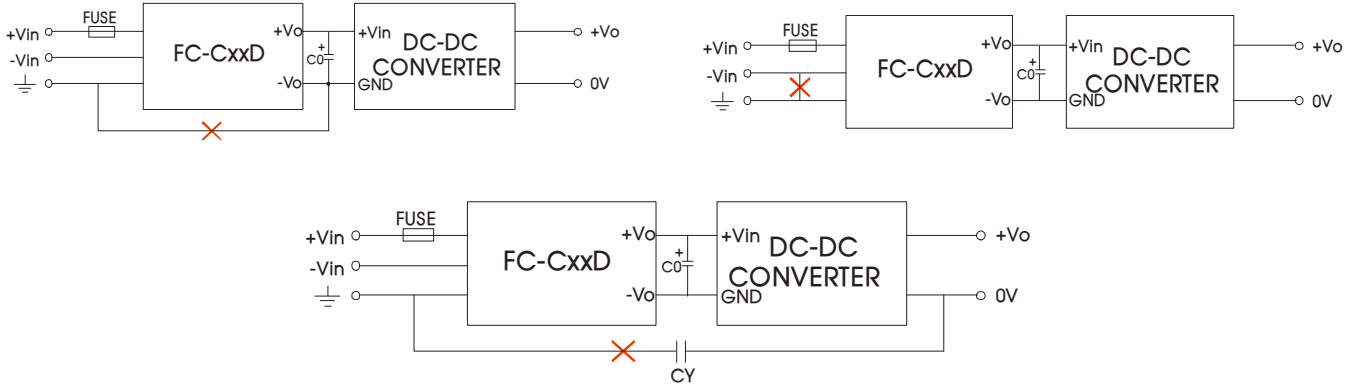 FUSE
+Vin
-Vin
FC-CxxD
+Vo
-Vo
+
C0
+Vin
GND
DC-DC
CONVERTER
+Vo
0V
FUSE
+Vin
-Vin
FC-CxxD
+Vo
-Vo
+
C0
+Vin
GND
DC-DC
CONVERTER
+Vo
0V
FUSE
+Vin
-Vin
FC-CxxD
+Vo
-Vo
+
C0
+Vin
GND
DC-DC
CONVERTER
+Vo
0V
CY